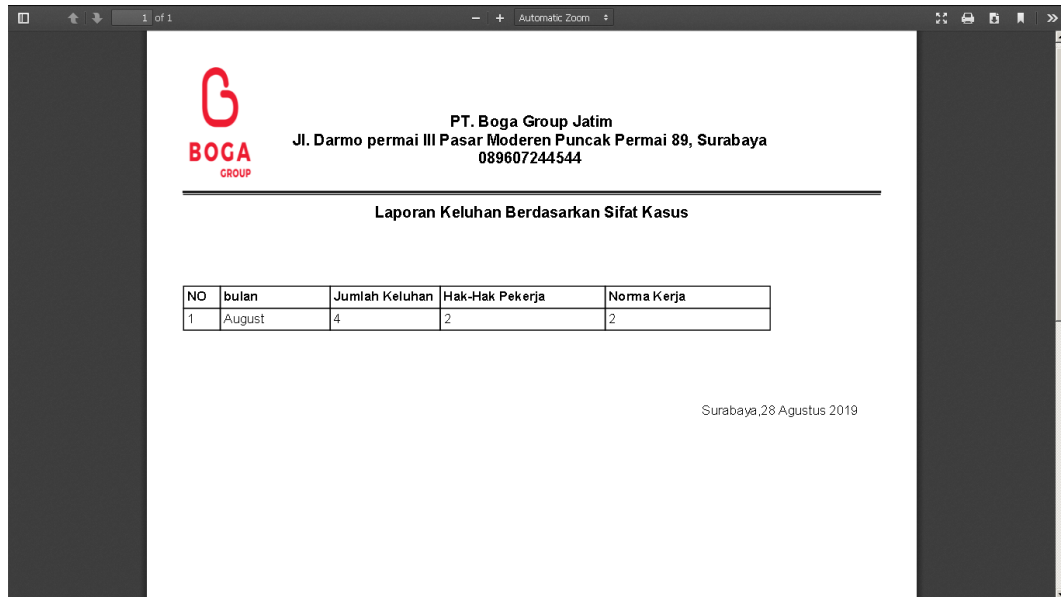 1 of 1
Automatic Zoom
BOGA
GROUP
PT. Boga Group Jatim
Jl. Darmo permai III Pasar Moderen Puncak Permai 89, Surabaya
089607244544
Laporan Keluhan Berdasarkan Sifat Kasus
NO bulan Jumlah Keluhan Hak-Hak Pekerja Norma Kerja
1 August 4 2 2
Surabaya,28 Agustus 2019